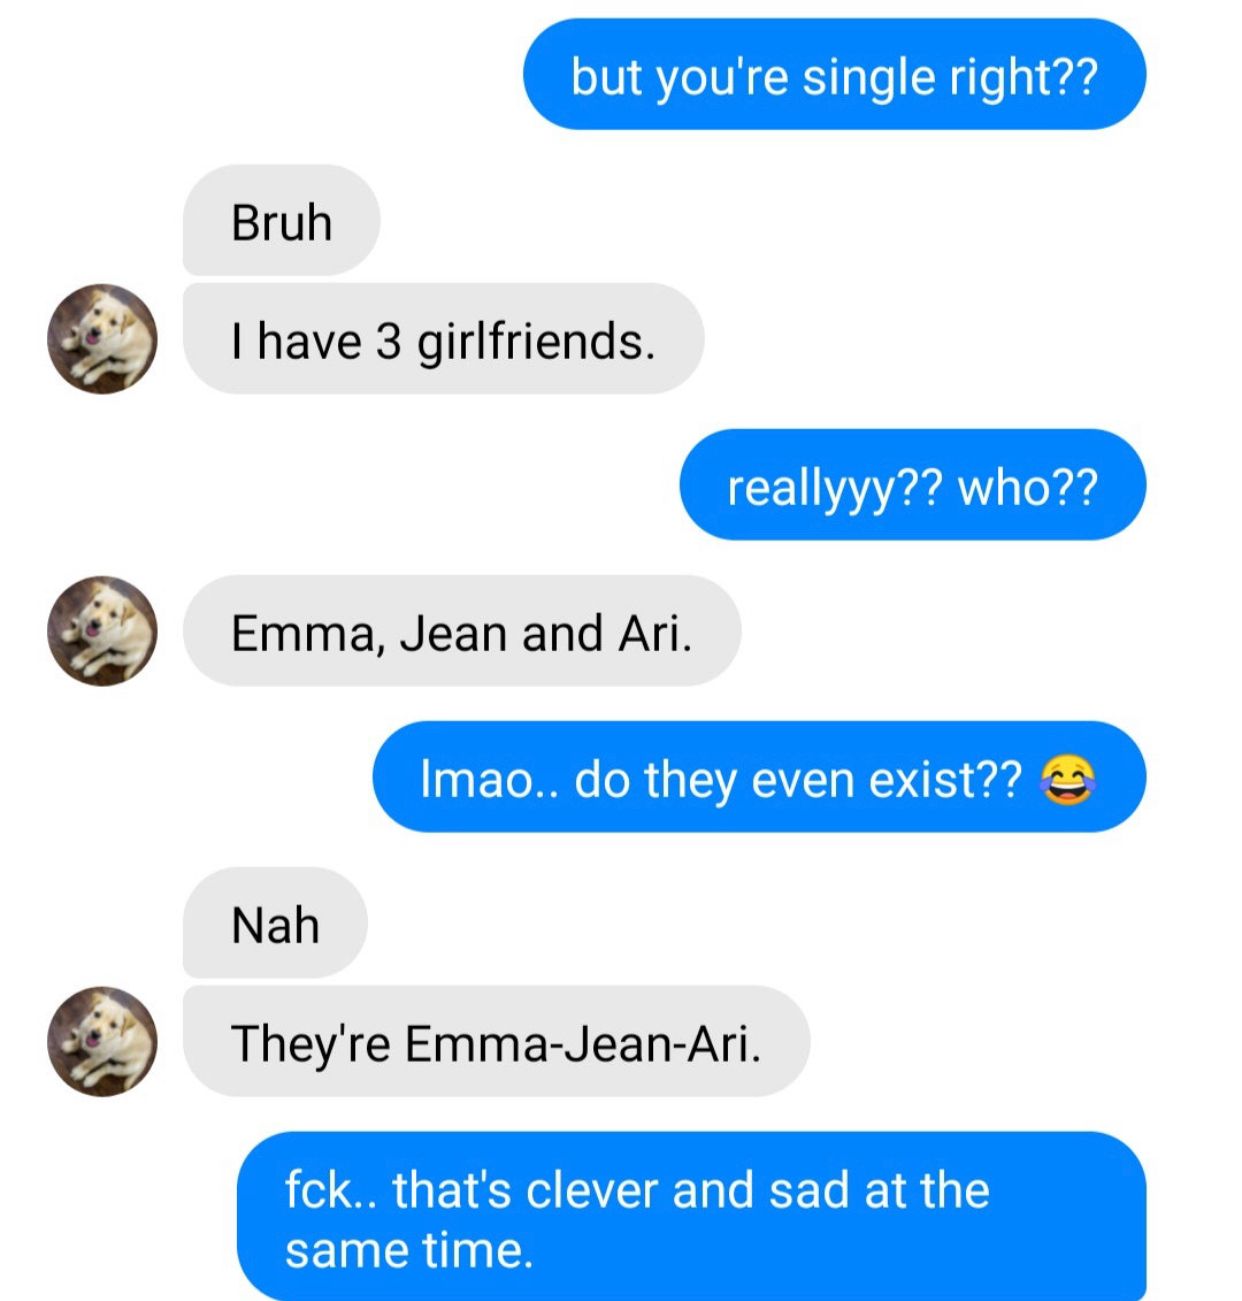 but you're single right??
Bruh
I have 3 girlfriends.
reallyyy?? who??
Emma, Jean and Ari.
lmao.. do they even exist?? 😂
Nah
They're Emma-Jean-Ari.
fck.. that's clever and sad at the
same time.